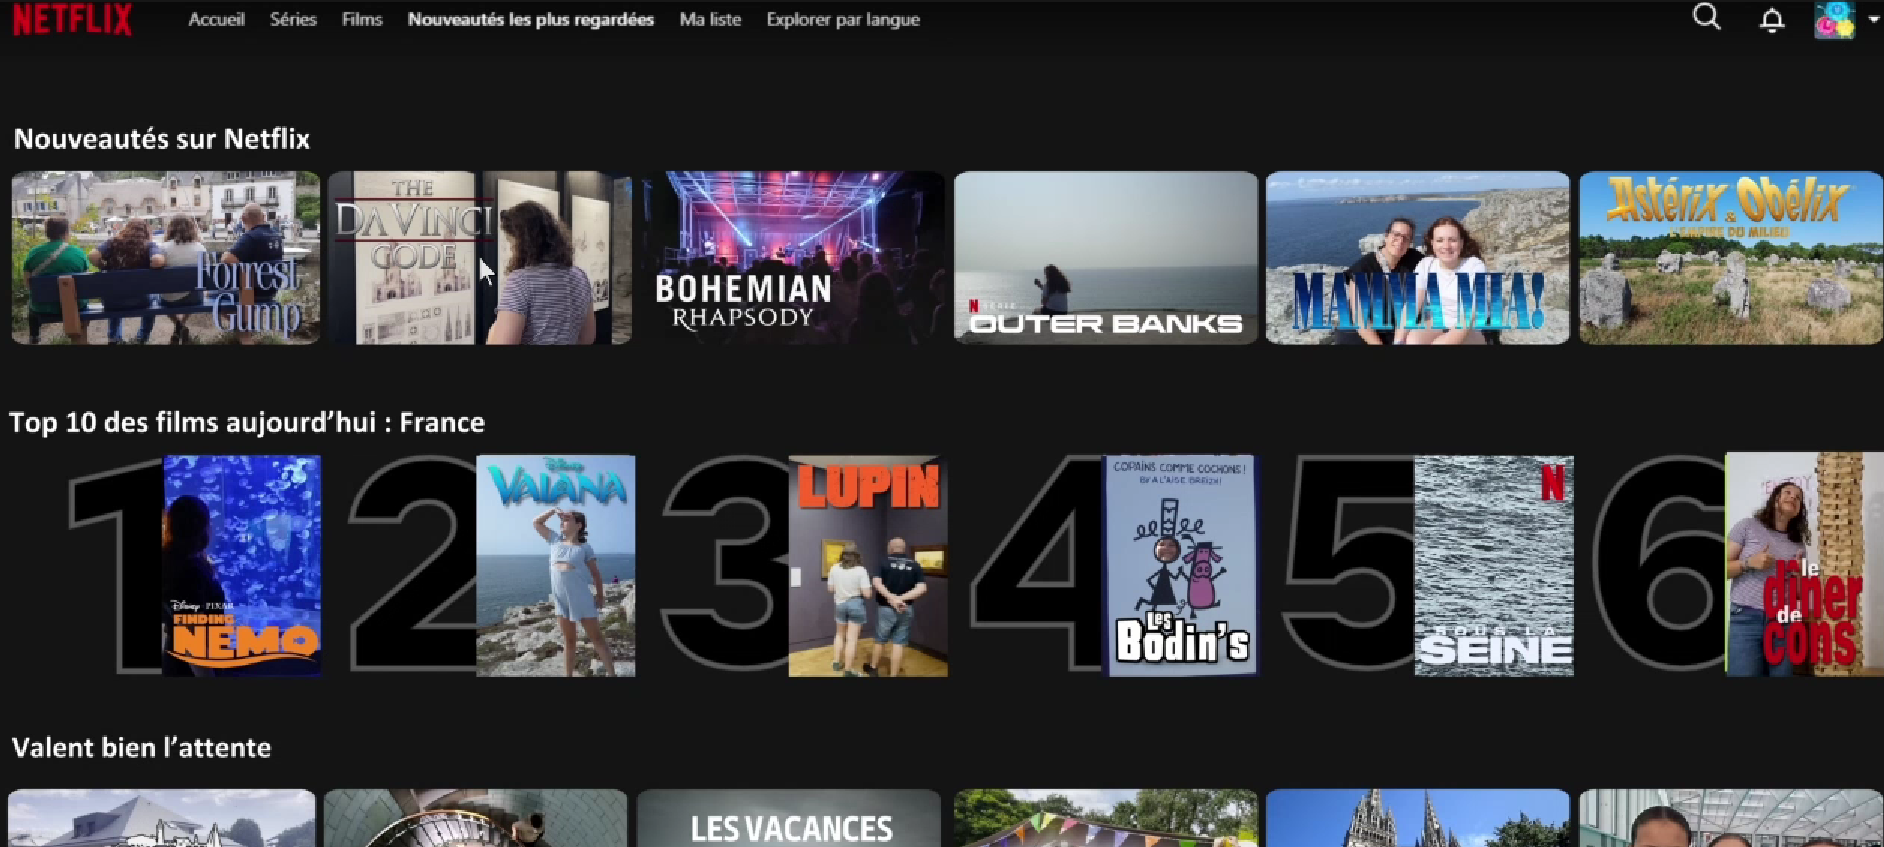 NETFLIX
Accueil Séries Films Nouveautés les plus regardées Ma liste Explorer par langue
Nouveautés sur Netflix
Forrest
Gump
THE
DA VINCI
CODE
BOHEMIAN
RHAPSODY
N SÉRIE
OUTER BANKS
MAMMA MIA!
Astérix & Obélix
L'EMPIRE DU MILIEU
Top 10 des films aujourd'hui : France
1
Disney PIXAR
FINDING
NEMO
2
Disney
VAIANA
3
LUPIN
4
COPAINS COMME COCHONS !
BY A L'AISE BREIZH!
Les
Bodin's
5
N
SOUS LA
SEINE
6
le
dîner
de
cons
Valent bien l'attente
LES VACANCES